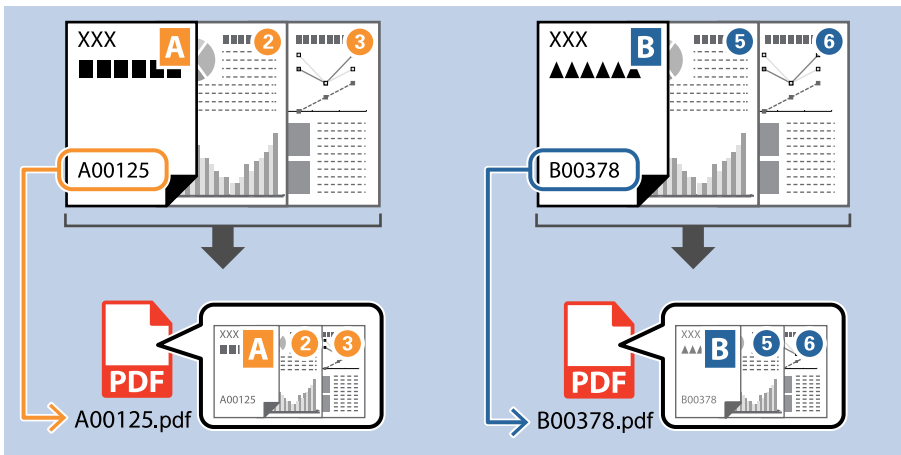 XXX A 2 3
A00125
XXX B 5 6
B00378
PDF
XXX A 2 3
A00125
A00125.pdf
PDF
XXX B 5 6
B00378
B00378.pdf